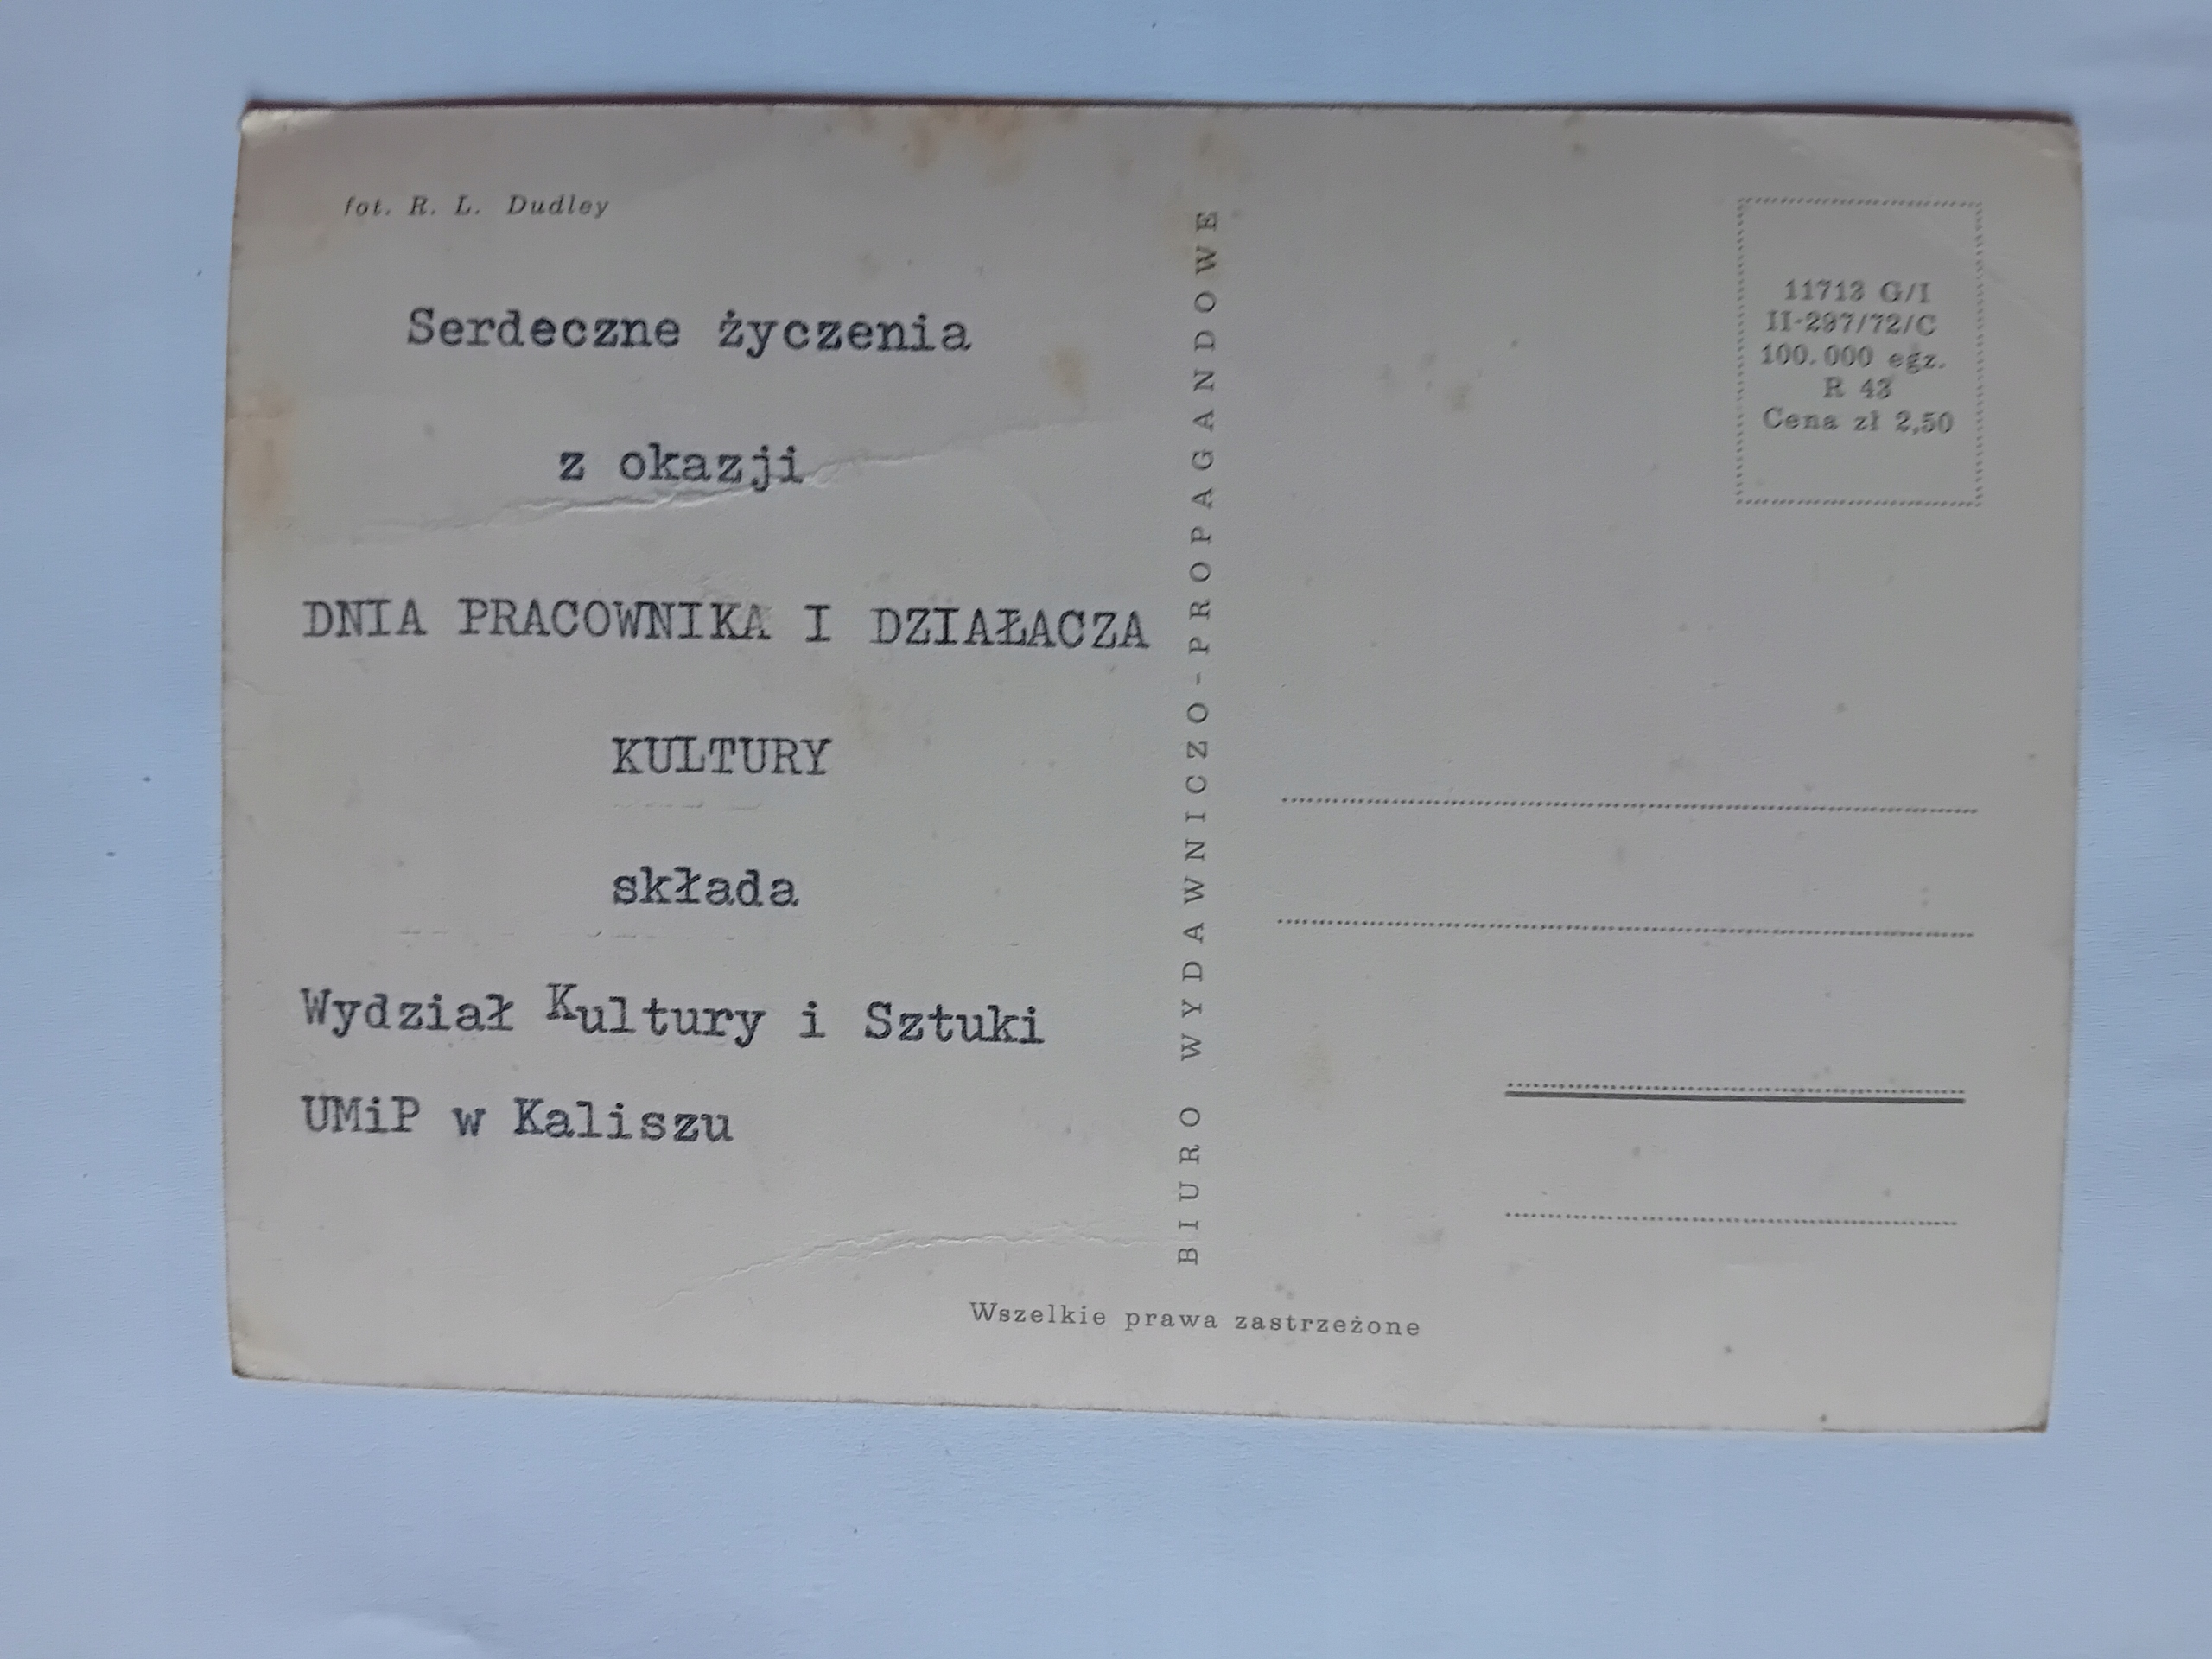 fot. R. L. Dudley
Serdeczne życzenia
z okazji
DNIA PRACOWNIKA I DZIAŁACZA
KULTURY
składa
Wydział Kultury i Sztuki
UMiP w Kaliszu
BIURO WYDAWNICZO-PROPAGANDOWE
11713 G/I
II-297/72/C
100.000 egz.
R 43
Cena zł 2,50
Wszelkie prawa zastrzeżone